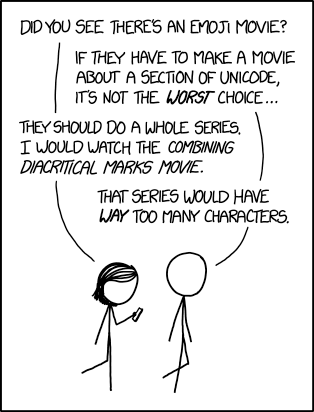 DID YOU SEE THERE'S AN EMOJI MOVIE?
IF THEY HAVE TO MAKE A MOVIE
ABOUT A SECTION OF UNICODE,
IT'S NOT THE WORST CHOICE...
THEY SHOULD DO A WHOLE SERIES.
I WOULD WATCH THE COMBINING
DIACRITICAL MARKS MOVIE.
THAT SERIES WOULD HAVE
WAY TOO MANY CHARACTERS.